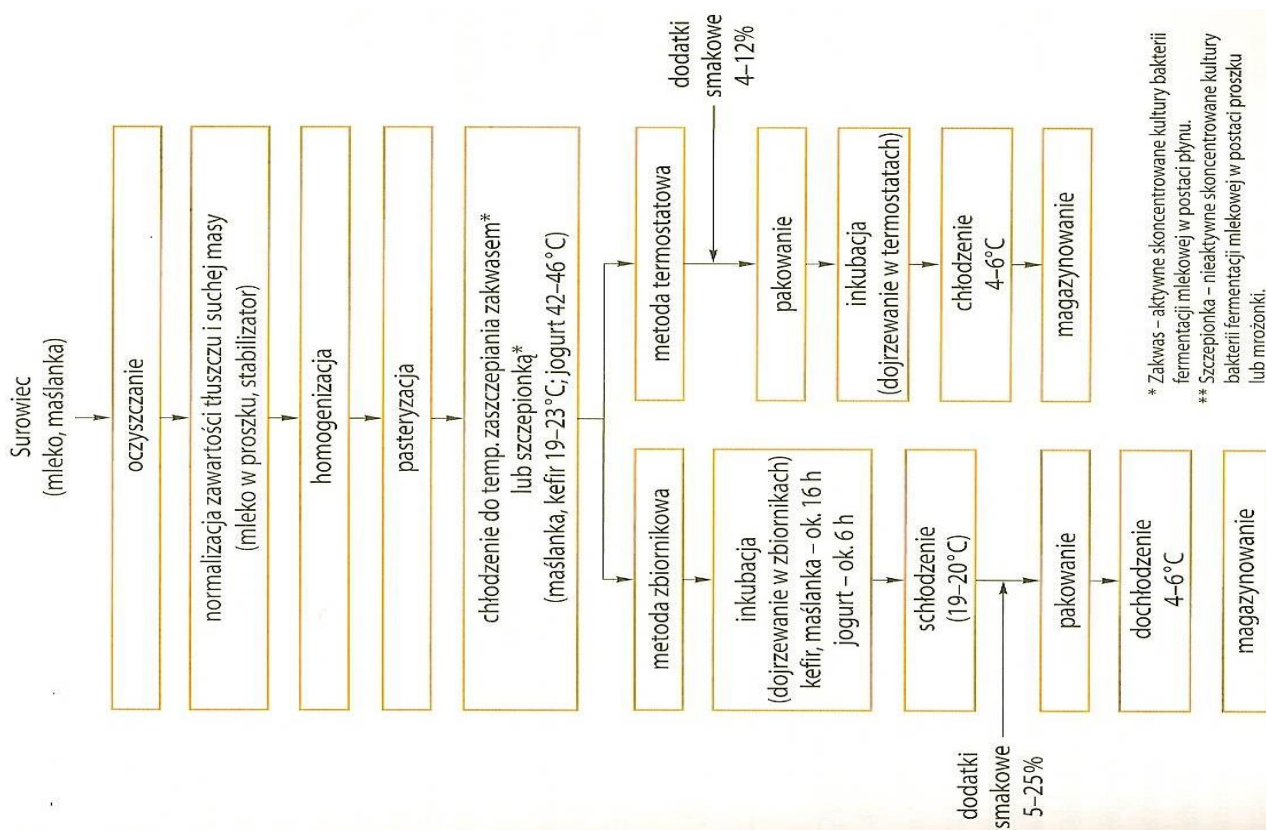 Surowiec
(mleko, maślanka)
oczyszczanie
normalizacja zawartości tłuszczu i suchej masy
(mleko w proszku, stabilizator)
homogenizacja
pasteryzacja
chłodzenie do temp. zaszczepiania zakwasem*
lub szczepionką*
(maślanka, kefir 19–23°C; jogurt 42–46°C)
metoda zbiornikowa
inkubacja
(dojrzewanie w zbiornikach)
kefir, maślanka – ok. 16 h
jogurt – ok. 6 h
schłodzenie
(19–20°C)
dodatki
smakowe
5–25%
pakowanie
dochłodzenie
4–6°C
magazynowanie
metoda termostatowa
dodatki
smakowe
4–12%
pakowanie
inkubacja
(dojrzewanie w termostatach)
chłodzenie
4–6°C
magazynowanie
* Zakwas – aktywne skoncentrowane kultury bakterii
fermentacji mlekowej w postaci płynu.
** Szczepionka – nieaktywne skoncentrowane kultury
bakterii fermentacji mlekowej w postaci proszku
lub mrożonki.